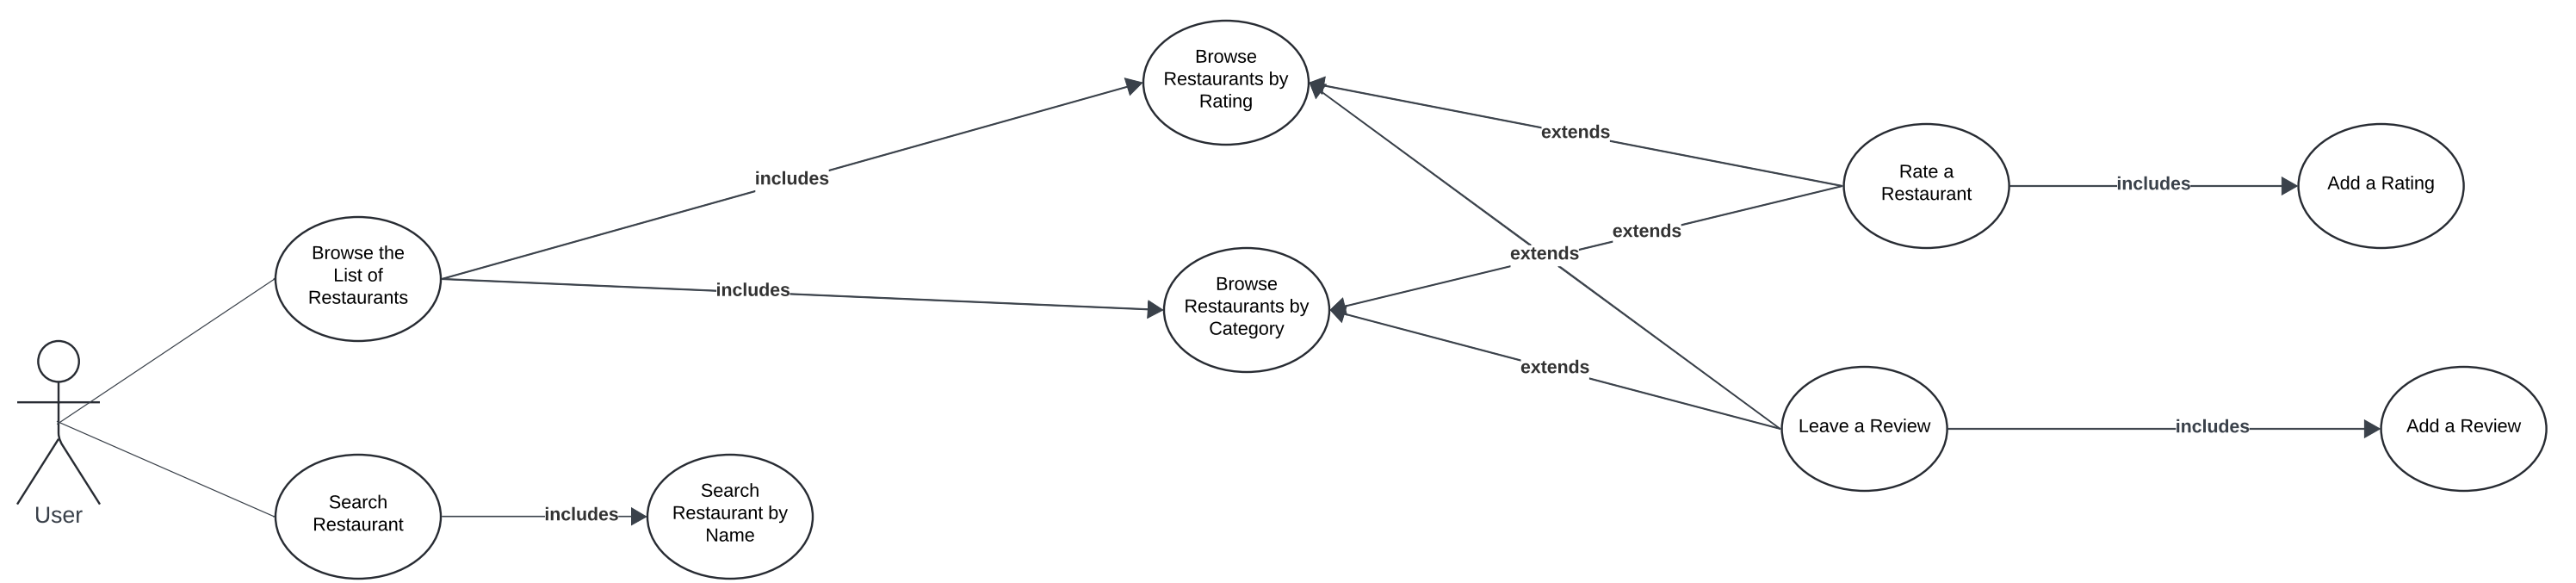 Browse
Restaurants by
Rating
extends
includes
Rate a
Restaurant
includes
Add a Rating
extends
extends
Browse the
List of
Restaurants
includes
Browse
Restaurants by
Category
extends
Leave a Review
includes
Add a Review
User
Search
Restaurant
includes
Search
Restaurant by
Name